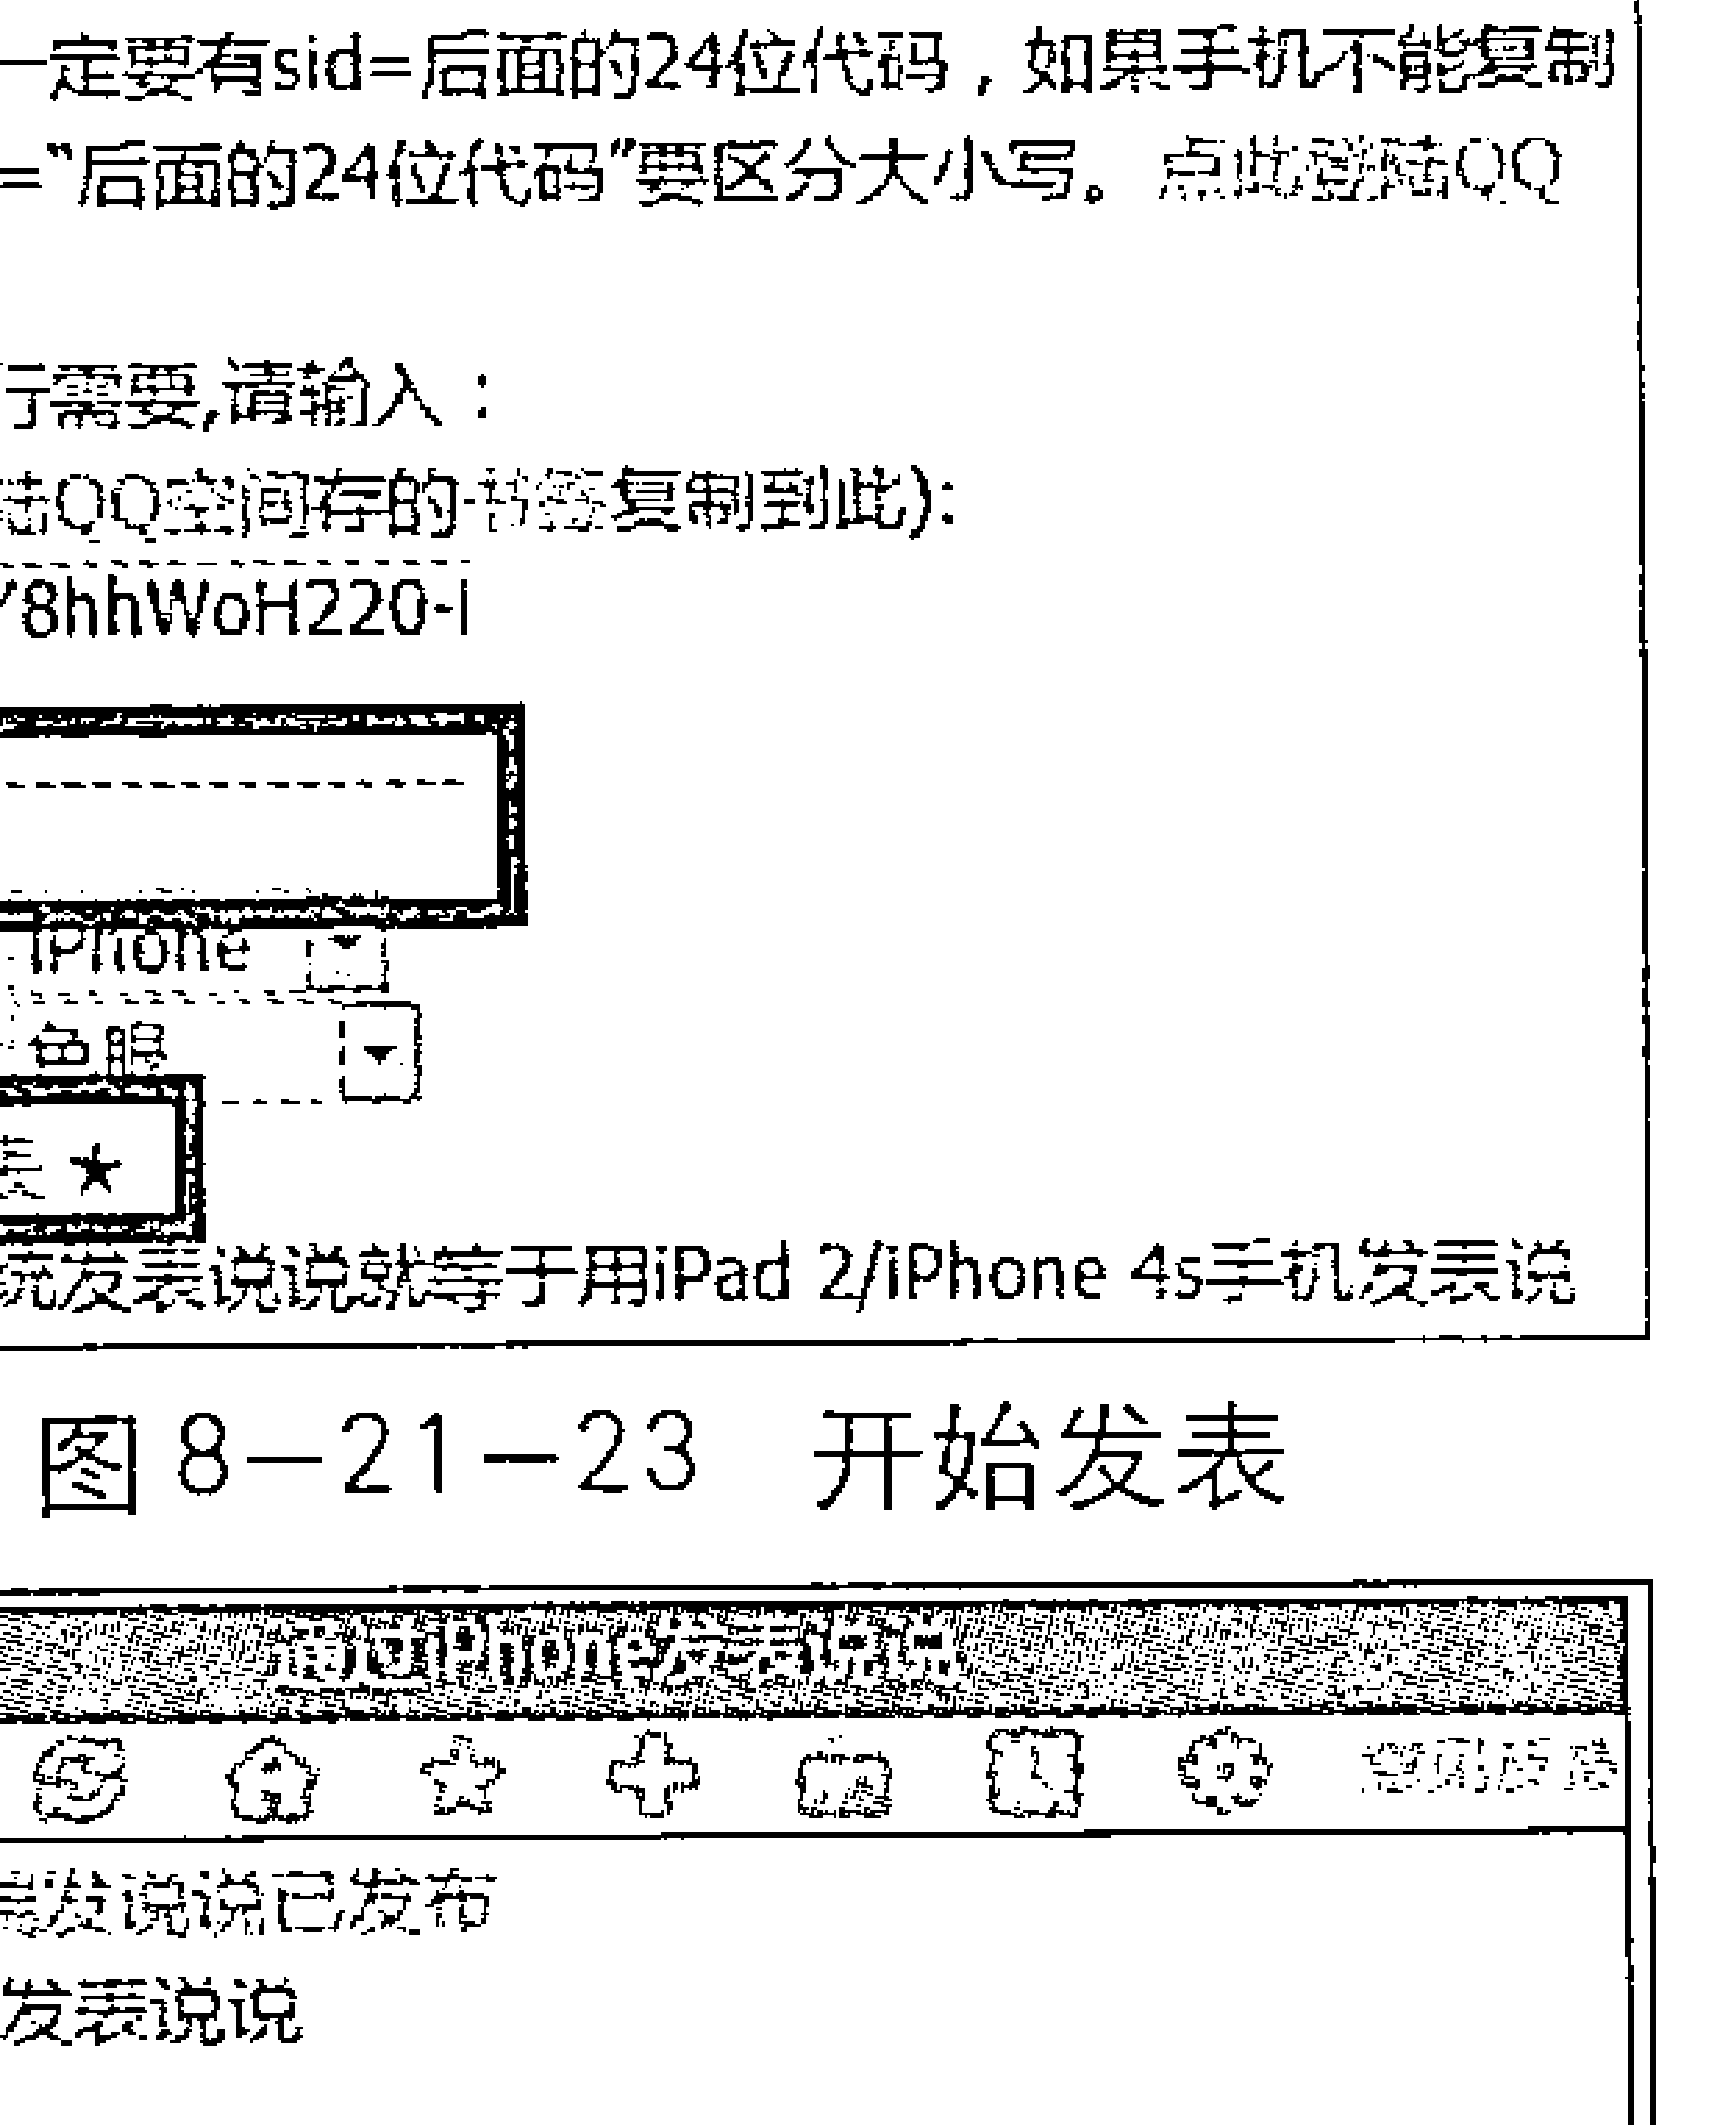 一定要有sid=后面的24位代码，如果手机不能复制
="后面的24位代码"要区分大小写。点此登陆QQ
行需要,请输入：
陆QQ空间存的书签复制到此):
Y8hhWoH220-I
iPhone
统发表说说就等于用iPad 2/iPhone 4s手机发表说
图8-21-23 开始发表
发说说已发布
发表说说